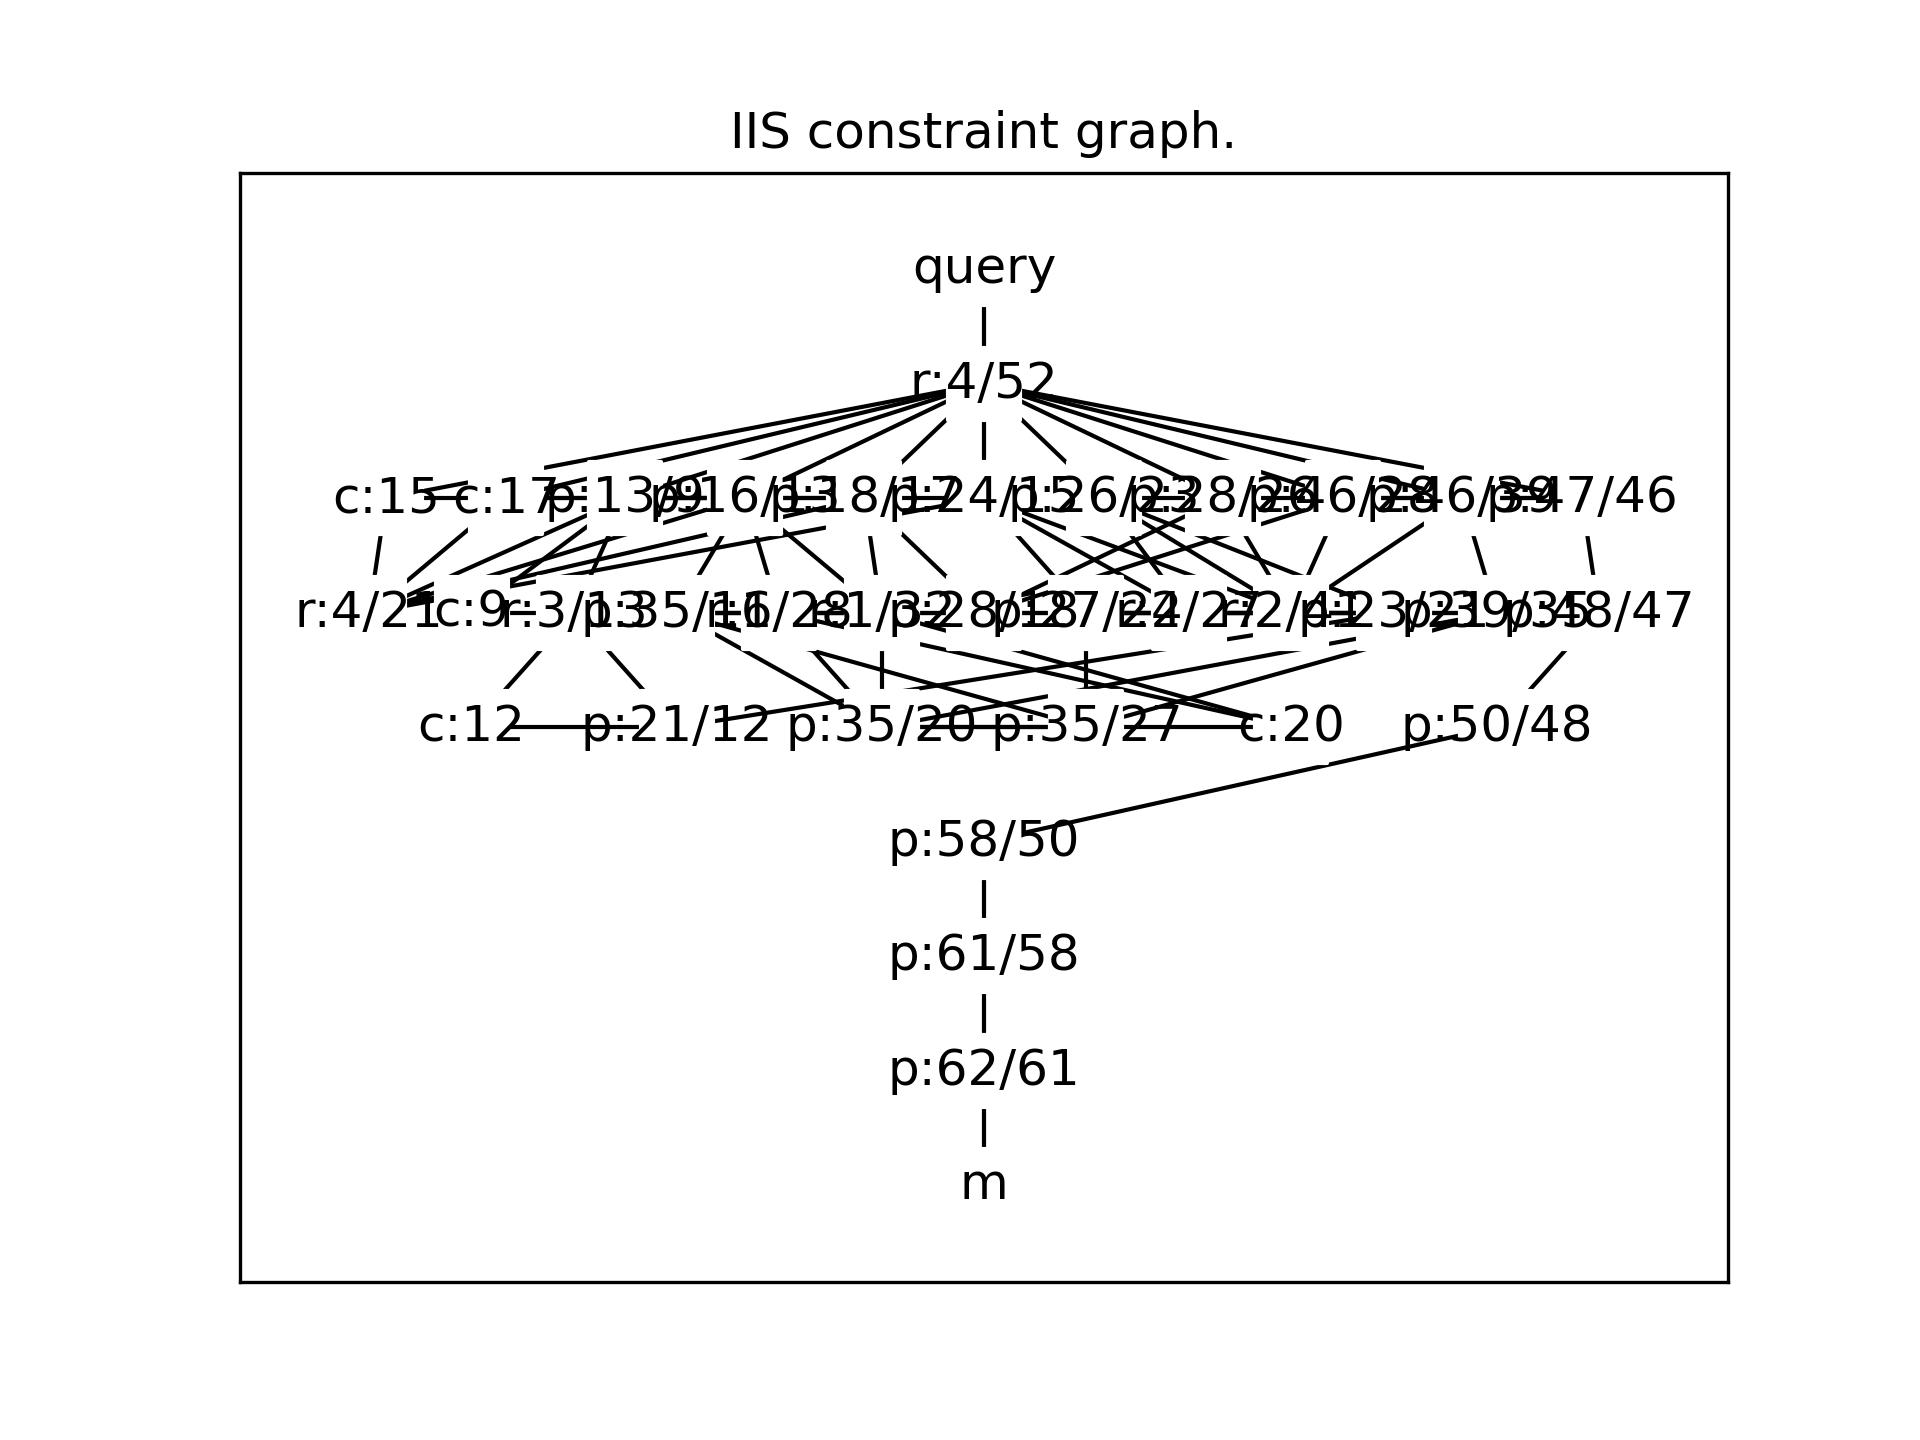 IIS constraint graph.
query
r:4/52
c:15 c:17 p:13/9 p:16/13 p:18/17 p:24/15 p:26/23 p:28/26 p:46/28 p:46/39 p:47/46
r:4/21 c:9 r:3/13 p:35/16 r:1/28 r:1/32 p:28/18 p:27/24 r:2/27 r:2/41 p:23/21 p:39/35 p:48/47
c:12 p:21/12 p:35/20 p:35/27 c:20 p:50/48
p:58/50
p:61/58
p:62/61
m